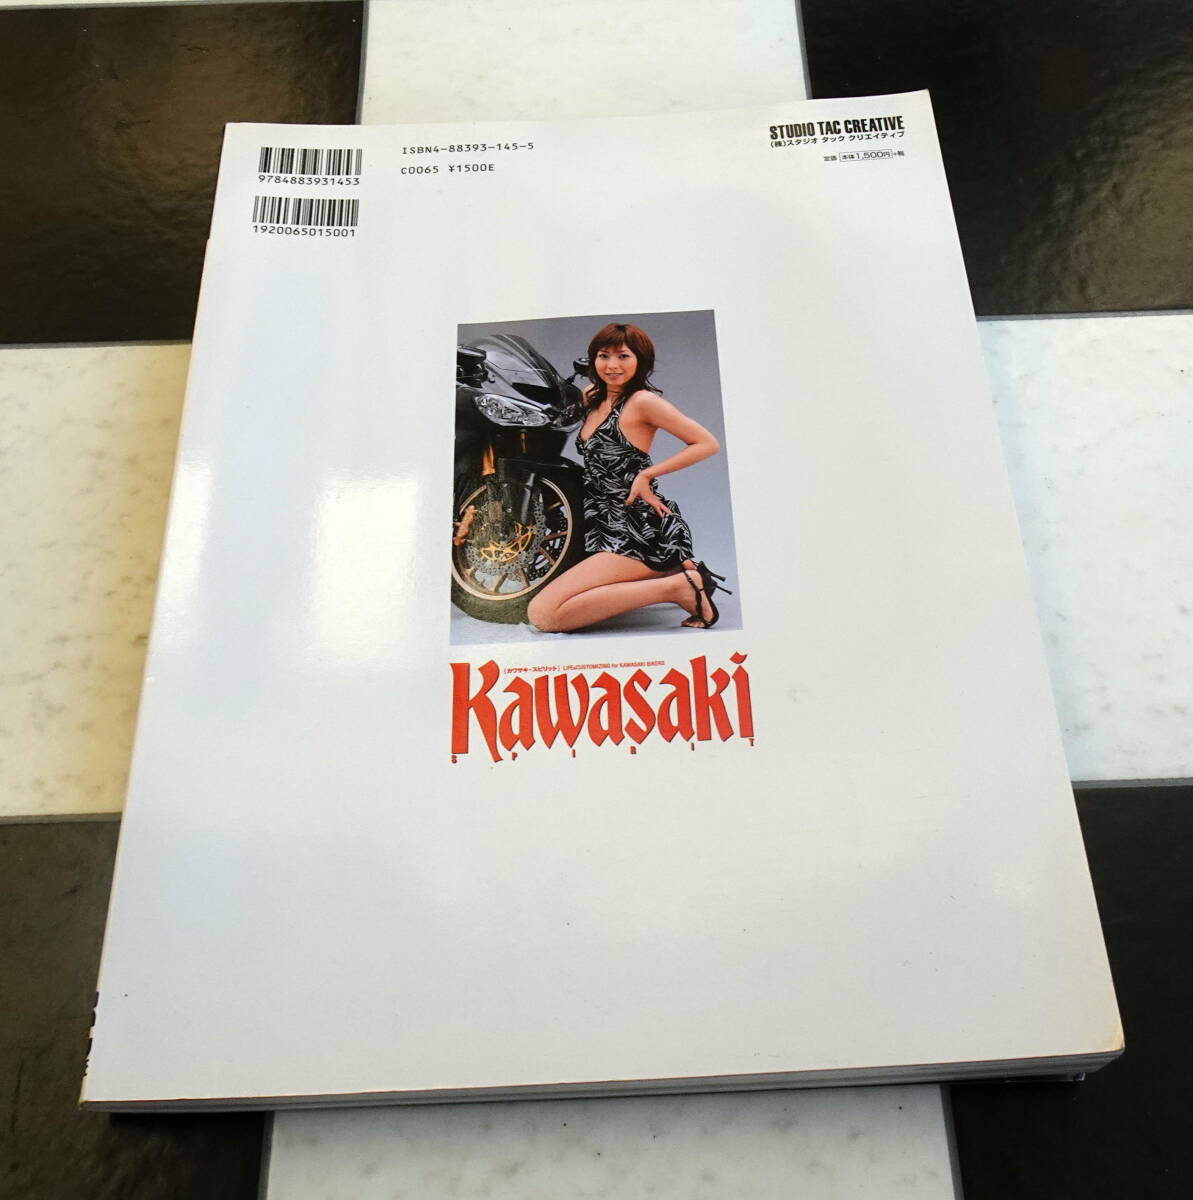 ISBN4-88393-145-5
C0065 ¥1500E
9784883931453
1920065015001
STUDIO TAC CREATIVE
(株)スタジオ タック クリエイティブ
定価 本体1,500円 +税
[カワサキ・スピリット] LIFE&CUSTOMIZING for KAWASAKI BIKERS
Kawasaki
SPIRIT